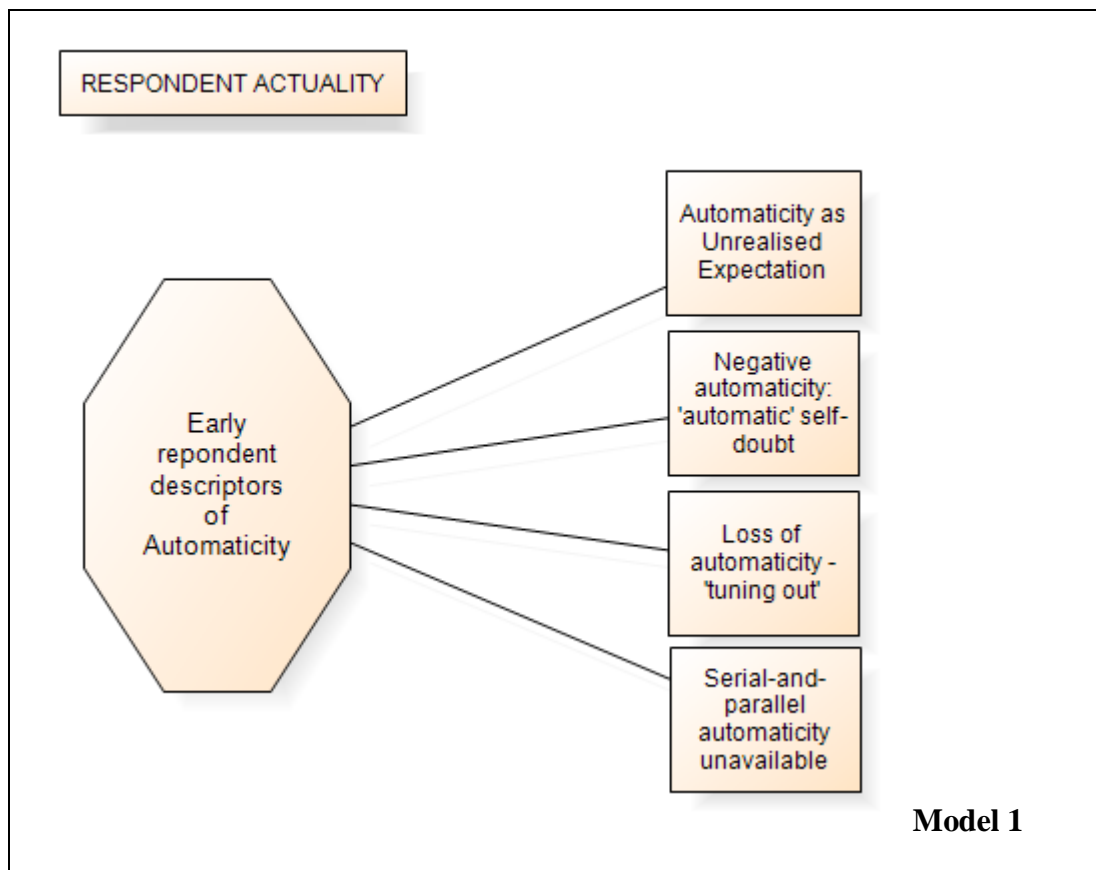 RESPONDENT ACTUALITY
Early
repondent
descriptors
of
Automaticity
Automaticity as
Unrealised
Expectation
Negative
automaticity:
'automatic' self-
doubt
Loss of
automaticity -
'tuning out'
Serial-and-
parallel
automaticity
unavailable
Model 1